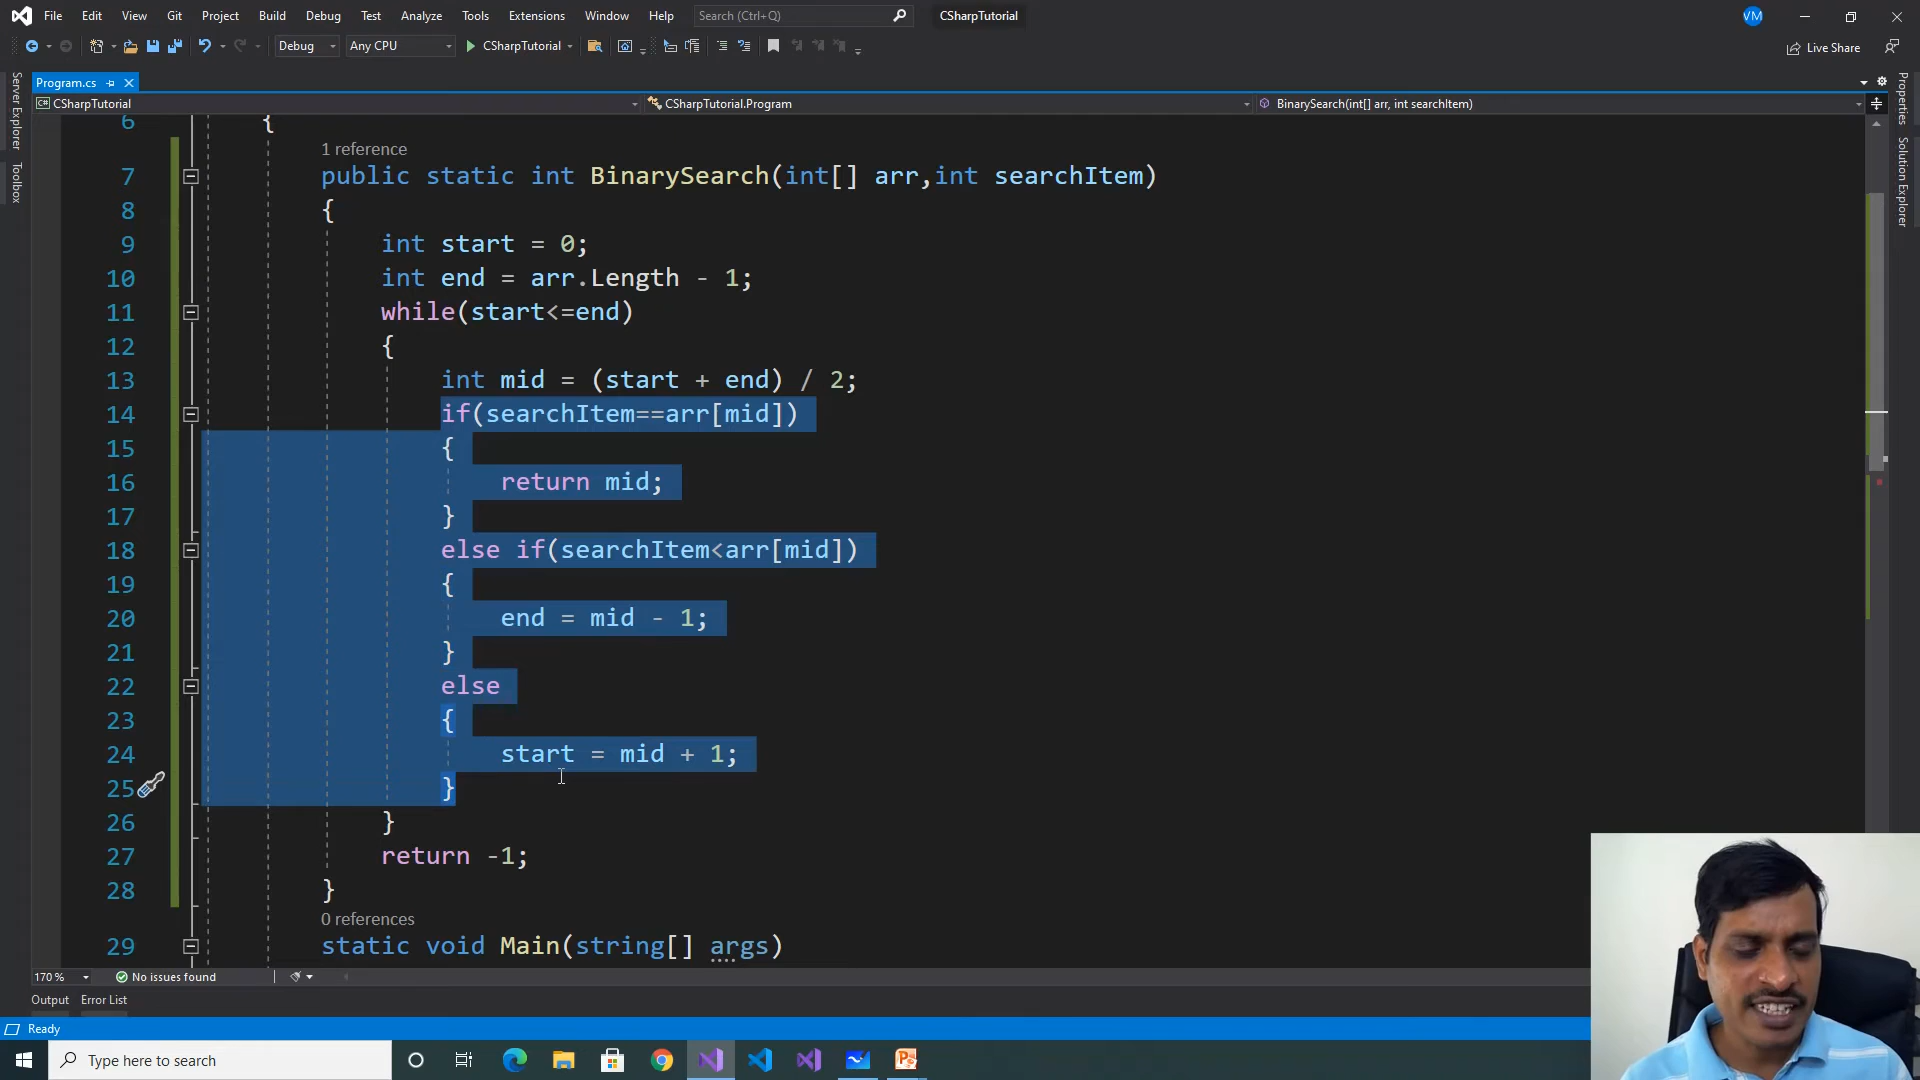 File Edit View Git Project Build Debug Test Analyze Tools Extensions Window Help Search (Ctrl+Q) CSharpTutorial VM
Debug Any CPU CSharpTutorial Live Share
Program.cs
CSharpTutorial CSharpTutorial.Program BinarySearch(int[] arr, int searchItem)
Server Explorer
Toolbox
Properties
Solution Explorer
6 {
1 reference
7 public static int BinarySearch(int[] arr,int searchItem)
8 {
9 int start = 0;
10 int end = arr.Length - 1;
11 while(start<=end)
12 {
13 int mid = (start + end) / 2;
14 if(searchItem==arr[mid])
15 {
16 return mid;
17 }
18 else if(searchItem<arr[mid])
19 {
20 end = mid - 1;
21 }
22 else
23 {
24 start = mid + 1;
25 }
26 }
27 return -1;
28 }
0 references
29 static void Main(string[] args)
170 % No issues found
Output Error List
Ready
Type here to search